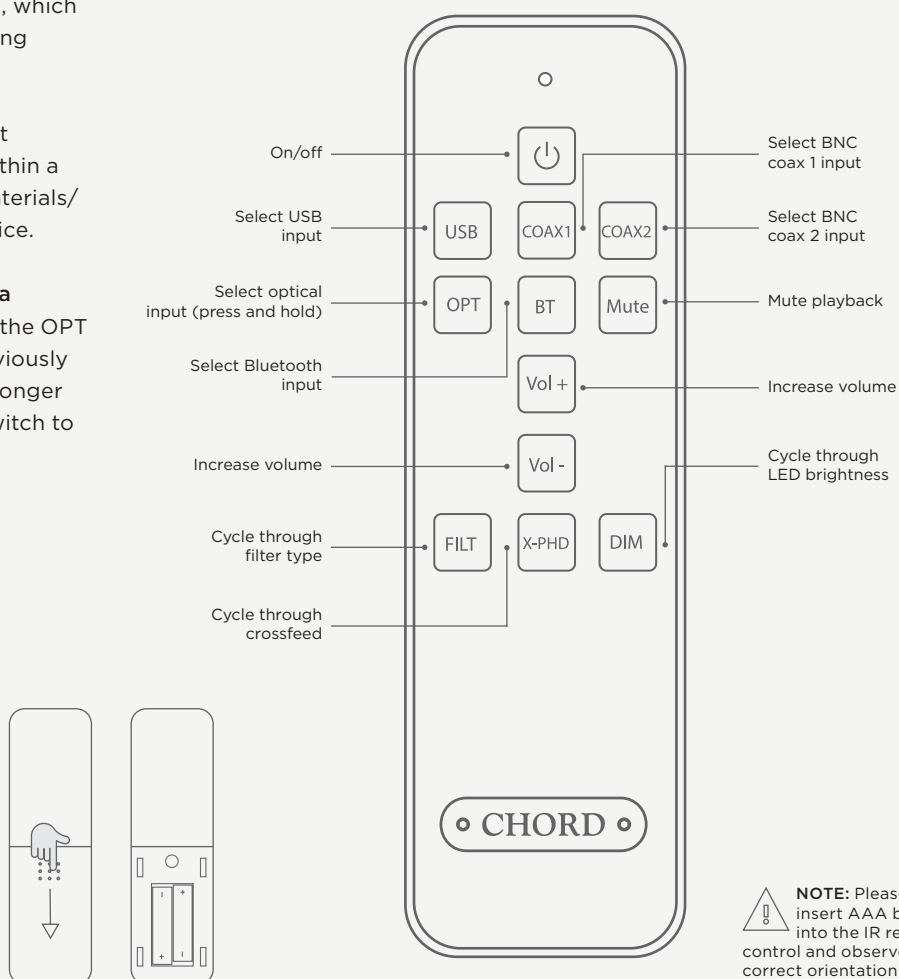 , which
ng
t
thin a
aterials/
ice.
a
the OPT
viously
onger
witch to
On/off
Select USB
input
Select optical
input (press and hold)
Select Bluetooth
input
Increase volume
Cycle through
filter type
Cycle through
crossfeed
USB
COAX1
COAX2
OPT
BT
Mute
Vol +
Vol -
FILT
X-PHD
DIM
CHORD
Select BNC
coax 1 input
Select BNC
coax 2 input
Mute playback
Increase volume
Cycle through
LED brightness
NOTE: Please
insert AAA b
into the IR re
control and observe
correct orientation